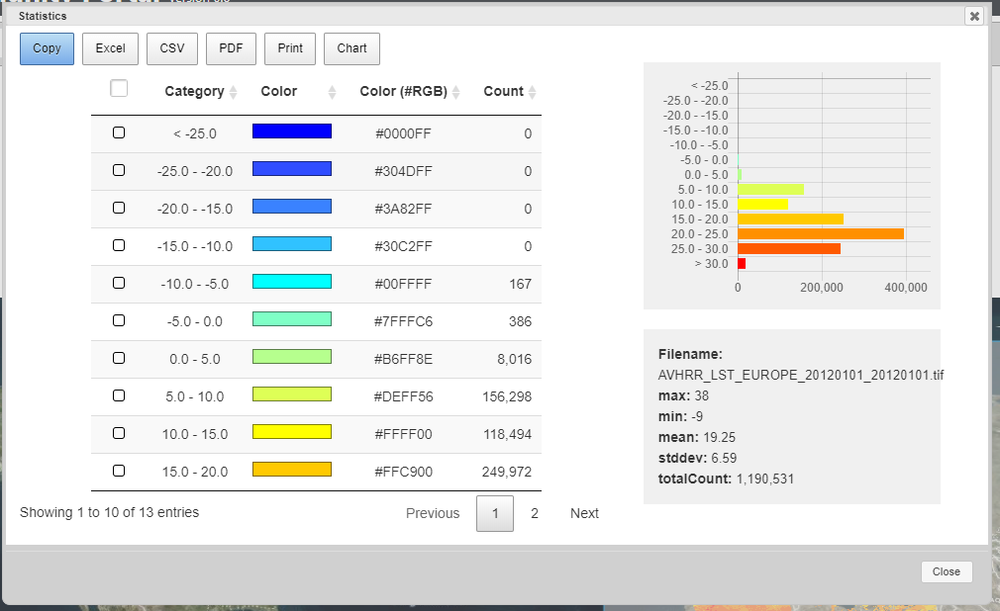 Statistics
Copy Excel CSV PDF Print Chart
Category Color Color (#RGB) Count
< -25.0 #0000FF 0
-25.0 - -20.0 #304DFF 0
-20.0 - -15.0 #3A82FF 0
-15.0 - -10.0 #30C2FF 0
-10.0 - -5.0 #00FFFF 167
-5.0 - 0.0 #7FFFC6 386
0.0 - 5.0 #B6FF8E 8,016
5.0 - 10.0 #DEFF56 156,298
10.0 - 15.0 #FFFF00 118,494
15.0 - 20.0 #FFC900 249,972
Showing 1 to 10 of 13 entries
Previous 1 2 Next
< -25.0
-25.0 - -20.0
-20.0 - -15.0
-15.0 - -10.0
-10.0 - -5.0
-5.0 - 0.0
0.0 - 5.0
5.0 - 10.0
10.0 - 15.0
15.0 - 20.0
20.0 - 25.0
25.0 - 30.0
> 30.0
0 200,000 400,000
Filename:
AVHRR_LST_EUROPE_20120101_20120101.tif
max: 38
min: -9
mean: 19.25
stddev: 6.59
totalCount: 1,190,531
Close